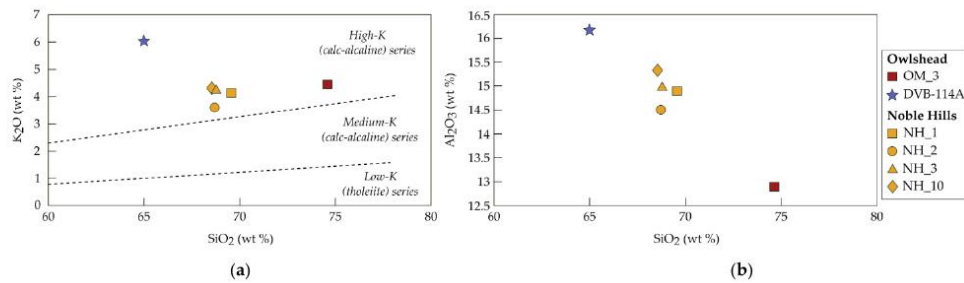 7
6
5
4
3
2
1
0
K₂O (wt %)
High-K
(calc-alcaline) series
Medium-K
(calc-alcaline) series
Low-K
(tholeiite) series
60
65
70
75
80
SiO₂ (wt %)
(a)
16.5
16
15.5
15
14.5
14
13.5
13
12.5
Al₂O₃ (wt %)
60
65
70
75
80
SiO₂ (wt %)
(b)
Owlshead
OM_3
DVB-114A
Noble Hills
NH_1
NH_2
NH_3
NH_10